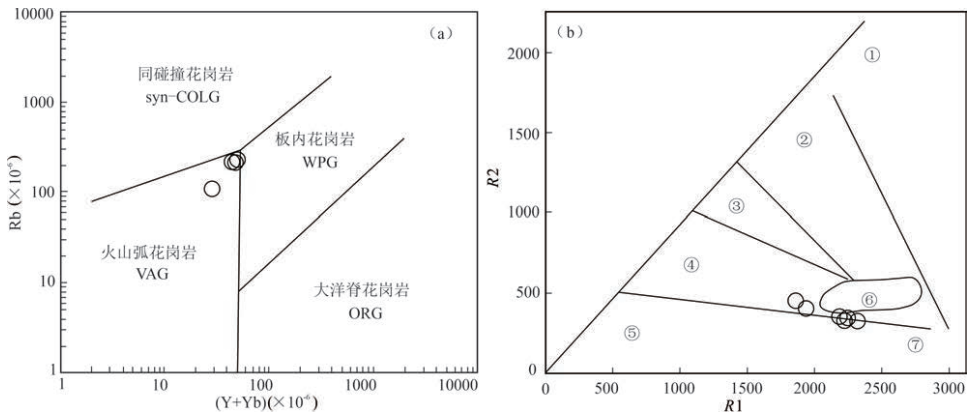 (a)
10000
1000
100
10
1
Rb (×10⁻⁶)
同碰撞花岗岩
syn-COLG
板内花岗岩
WPG
火山弧花岗岩
VAG
大洋脊花岗岩
ORG
1
10
100
1000
10000
(Y+Yb)(×10⁻⁶)
(b)
2000
1500
1000
500
0
R2
①
②
③
④
⑤
⑥
⑦
0
500
1000
1500
2000
2500
3000
R1